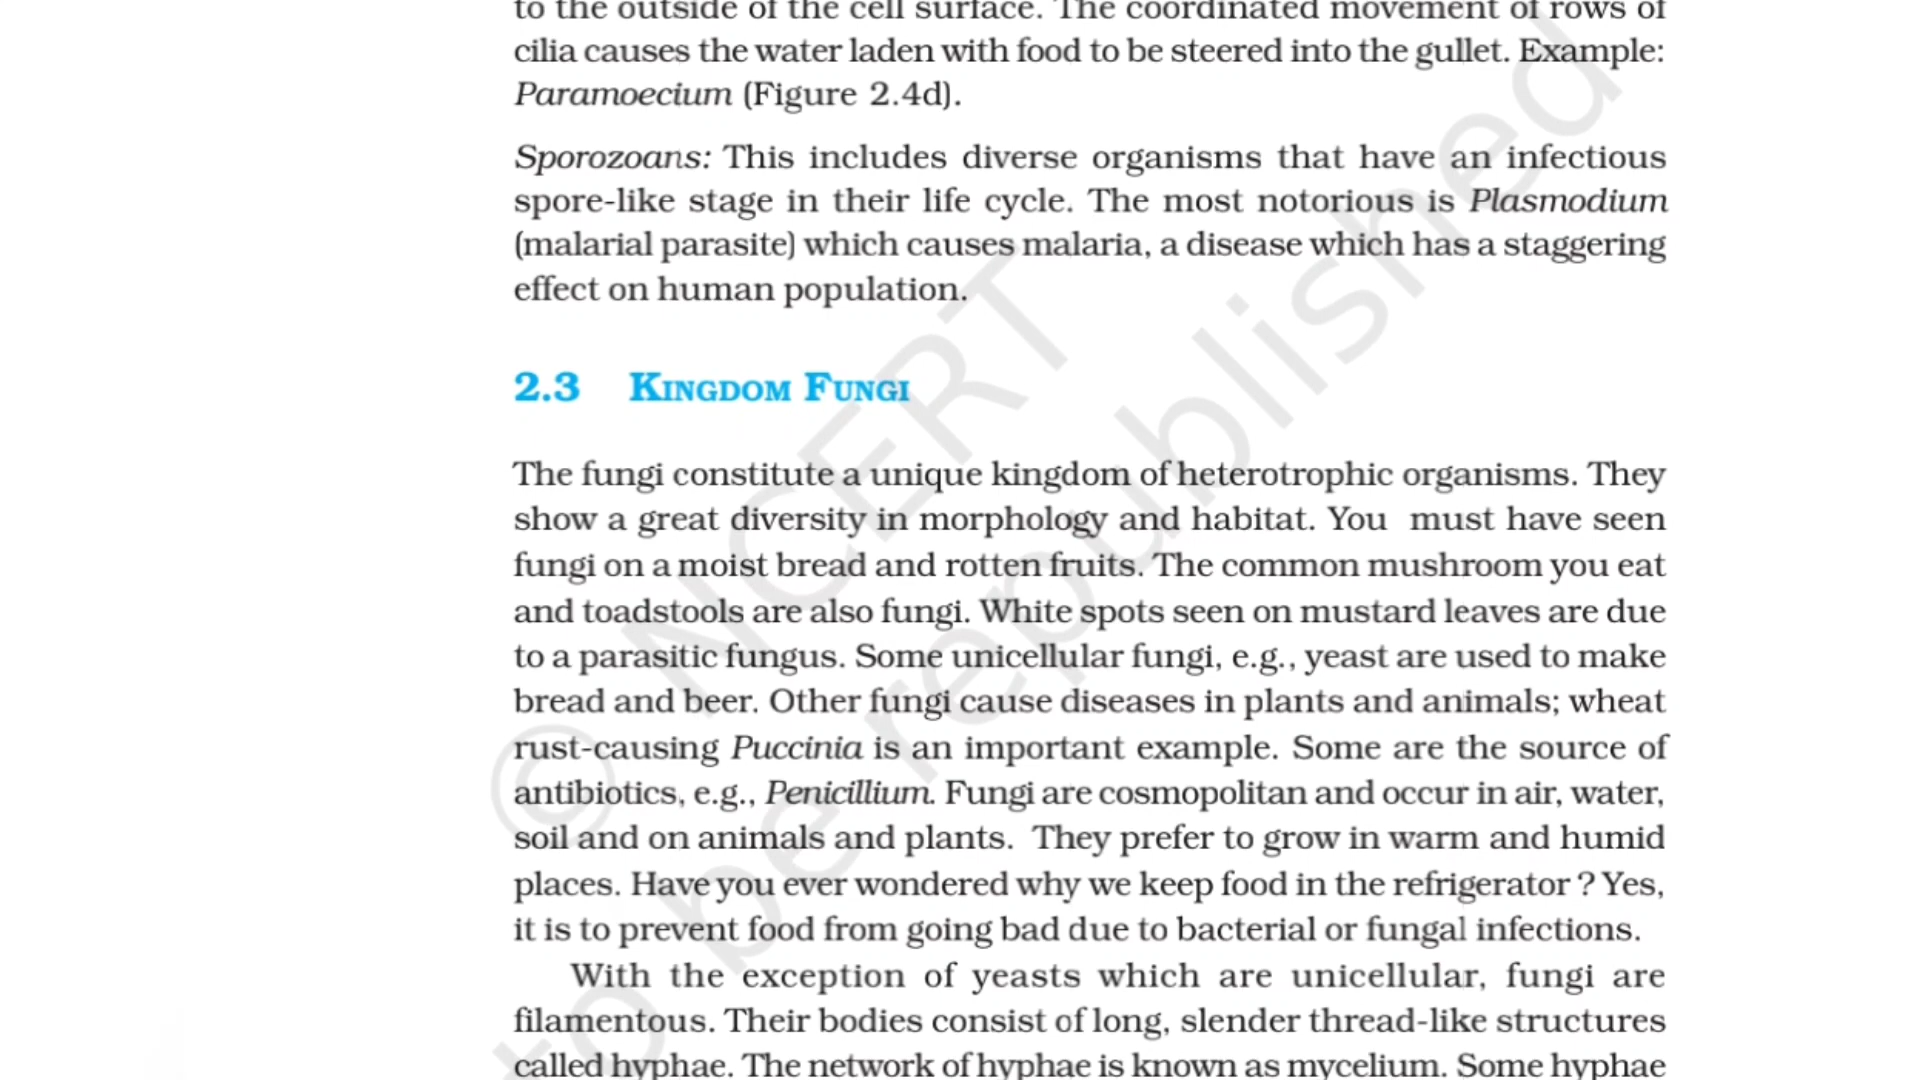 to the outside of the cell surface. The coordinated movement of rows of
cilia causes the water laden with food to be steered into the gullet. Example:
Paramoecium (Figure 2.4d).
Sporozoans: This includes diverse organisms that have an infectious
spore-like stage in their life cycle. The most notorious is Plasmodium
(malarial parasite) which causes malaria, a disease which has a staggering
effect on human population.
2.3 KINGDOM FUNGI
The fungi constitute a unique kingdom of heterotrophic organisms. They
show a great diversity in morphology and habitat. You must have seen
fungi on a moist bread and rotten fruits. The common mushroom you eat
and toadstools are also fungi. White spots seen on mustard leaves are due
to a parasitic fungus. Some unicellular fungi, e.g., yeast are used to make
bread and beer. Other fungi cause diseases in plants and animals; wheat
rust-causing Puccinia is an important example. Some are the source of
antibiotics, e.g., Penicillium. Fungi are cosmopolitan and occur in air, water,
soil and on animals and plants. They prefer to grow in warm and humid
places. Have you ever wondered why we keep food in the refrigerator ? Yes,
it is to prevent food from going bad due to bacterial or fungal infections.
With the exception of yeasts which are unicellular, fungi are
filamentous. Their bodies consist of long, slender thread-like structures
called hyphae. The network of hyphae is known as mycelium. Some hyphae
© NCERT
to be republished